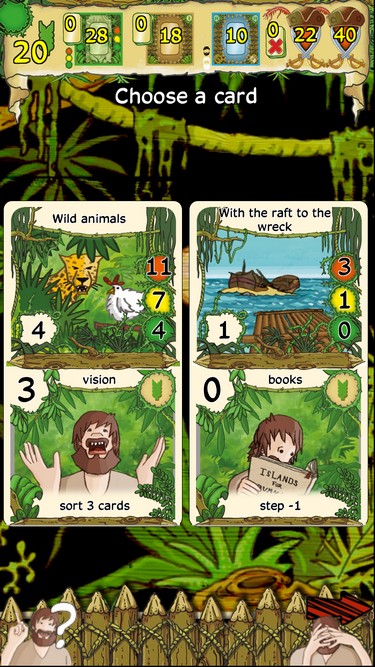 20
0
28
0
18
10
0
22
40
Choose a card
Wild animals
11
7
4
4
3
vision
sort 3 cards
With the raft to the
wreck
3
1
0
1
0
books
ISLANDS
FOR
step -1
?